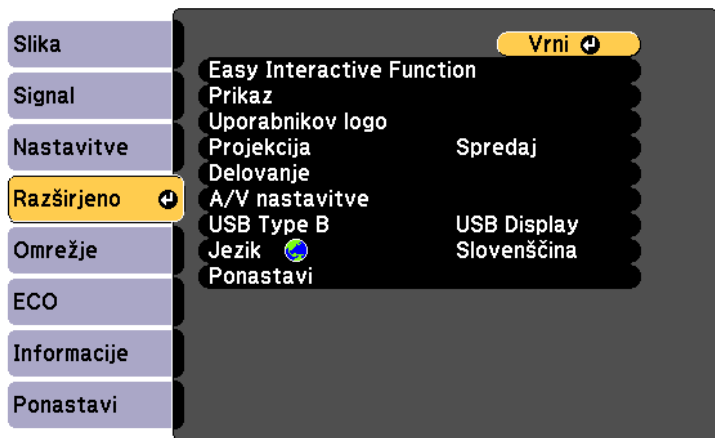 Slika
Signal
Nastavitve
Razširjeno
Omrežje
ECO
Informacije
Ponastavi
Vrni
Easy Interactive Function
Prikaz
Uporabnikov logo
Projekcija Spredaj
Delovanje
A/V nastavitve
USB Type B USB Display
Jezik Slovenščina
Ponastavi